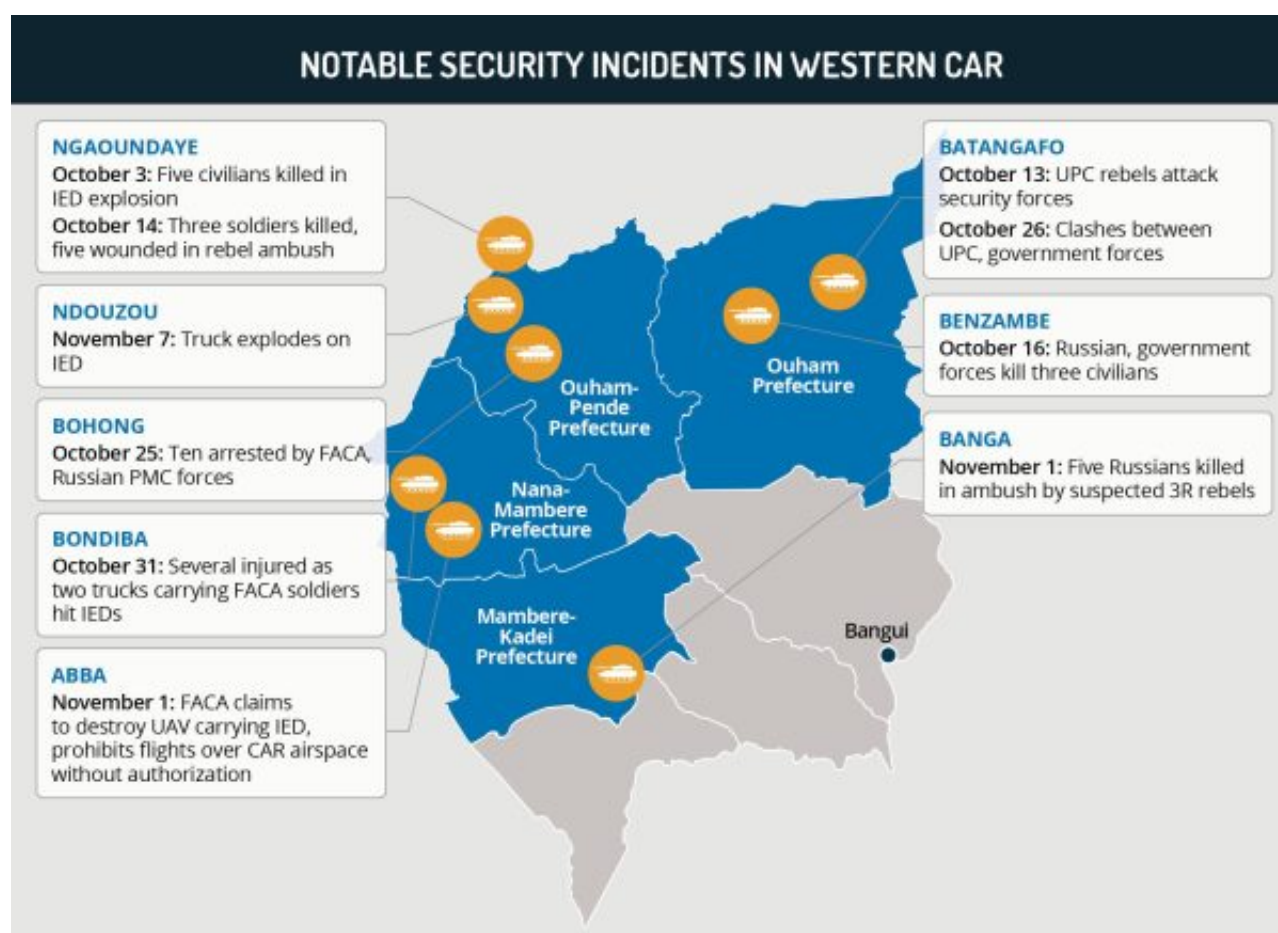 NOTABLE SECURITY INCIDENTS IN WESTERN CAR
NGAOUNDAYE
October 3: Five civilians killed in
IED explosion
October 14: Three soldiers killed,
five wounded in rebel ambush
NDOUZOU
November 7: Truck explodes on
IED
BOHONG
October 25: Ten arrested by FACA,
Russian PMC forces
BONDIBA
October 31: Several injured as
two trucks carrying FACA soldiers
hit IEDs
ABBA
November 1: FACA claims
to destroy UAV carrying IED,
prohibits flights over CAR airspace
without authorization
Ouham-
Pende
Prefecture
Ouham
Prefecture
Nana-
Mambere
Prefecture
Mambere-
Kadei
Prefecture
Bangui
BATANGAFO
October 13: UPC rebels attack
security forces
October 26: Clashes between
UPC, government forces
BENZAMBE
October 16: Russian, government
forces kill three civilians
BANGA
November 1: Five Russians killed
in ambush by suspected 3R rebels